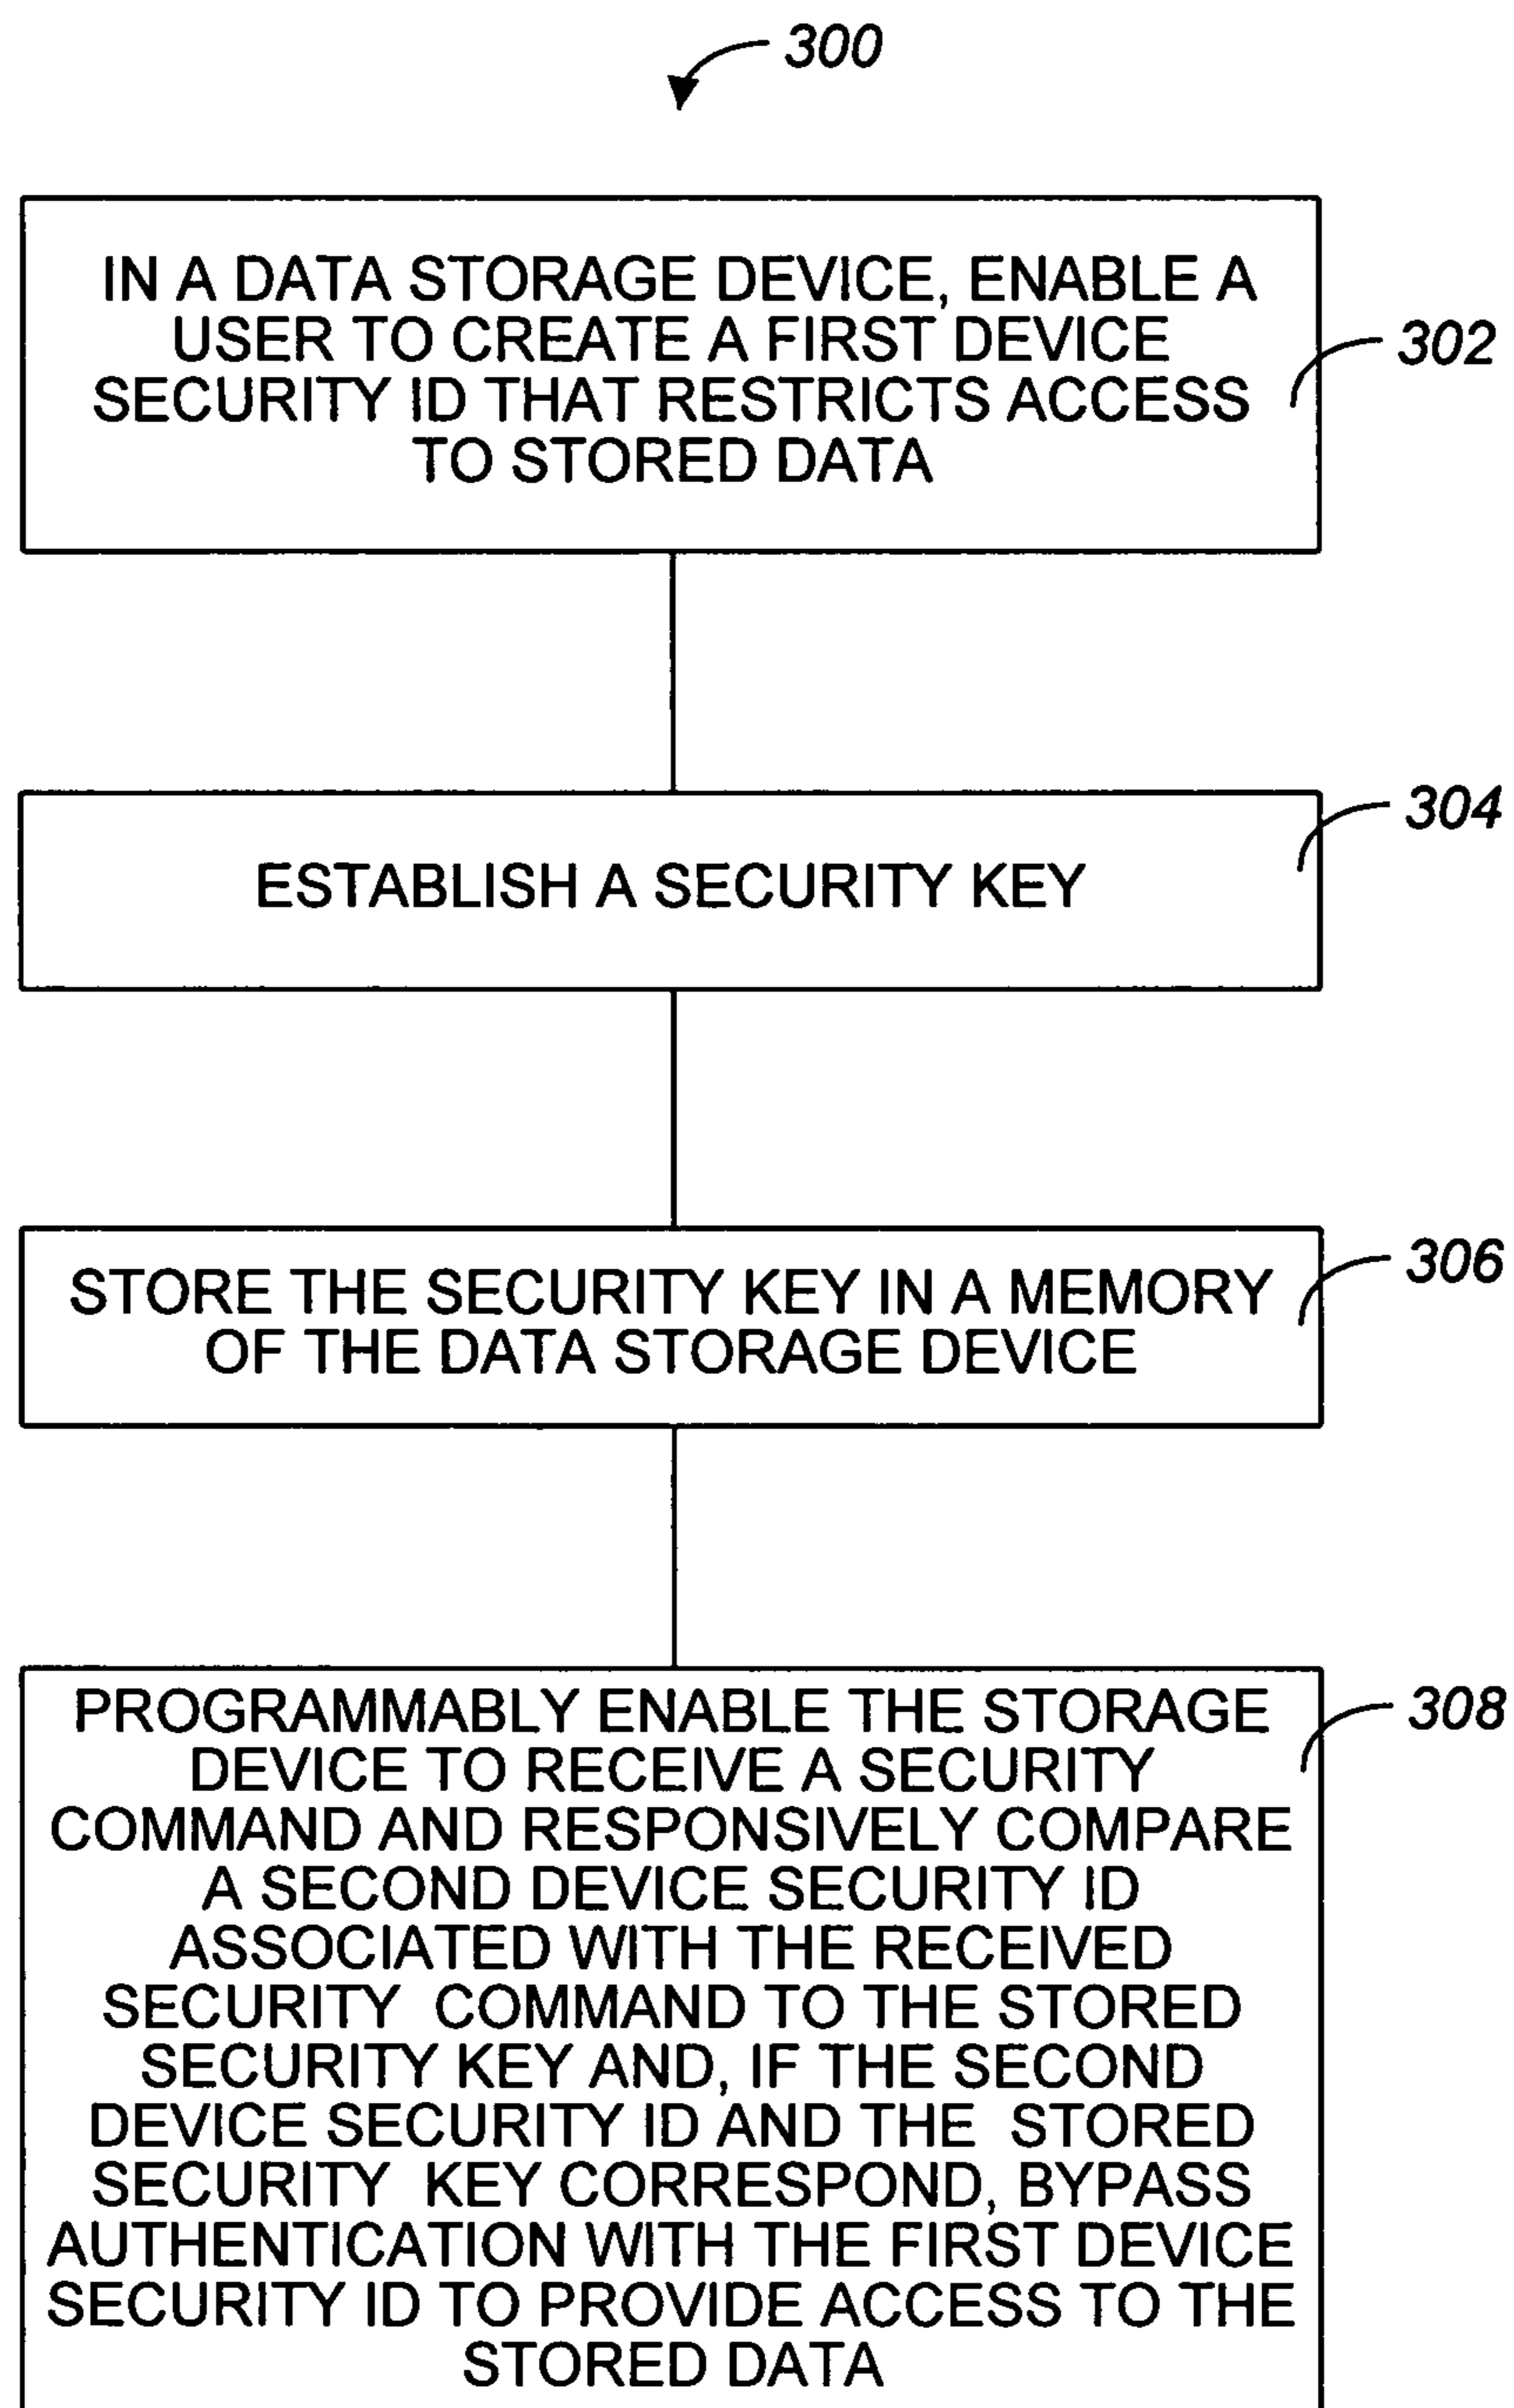 300
IN A DATA STORAGE DEVICE, ENABLE A
USER TO CREATE A FIRST DEVICE
SECURITY ID THAT RESTRICTS ACCESS
TO STORED DATA
302
ESTABLISH A SECURITY KEY
304
STORE THE SECURITY KEY IN A MEMORY
OF THE DATA STORAGE DEVICE
306
PROGRAMMABLY ENABLE THE STORAGE
DEVICE TO RECEIVE A SECURITY
COMMAND AND RESPONSIVELY COMPARE
A SECOND DEVICE SECURITY ID
ASSOCIATED WITH THE RECEIVED
SECURITY COMMAND TO THE STORED
SECURITY KEY AND, IF THE SECOND
DEVICE SECURITY ID AND THE STORED
SECURITY KEY CORRESPOND, BYPASS
AUTHENTICATION WITH THE FIRST DEVICE
SECURITY ID TO PROVIDE ACCESS TO THE
STORED DATA
308